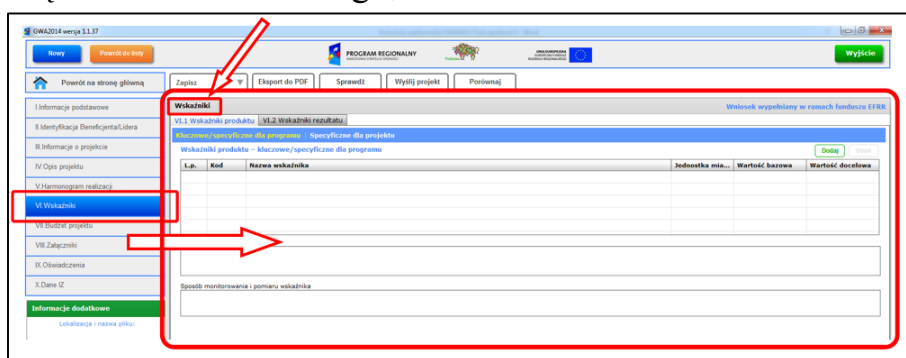 GWA2014 wersja 1.1.37
Nowy
Powrót do listy
PROGRAM REGIONALNY
UNIA EUROPEJSKA
Wyjście
Powrót na stronę główną
Zapisz
Eksport do PDF
Sprawdź
Wyślij projekt
Porównaj
I.Informacje podstawowe
Wskaźniki
Wniosek wypełniany w ramach funduszu EFRR
VI.1 Wskaźniki produktu
VI.2 Wskaźniki rezultatu
II.Identyfikacja Beneficjenta/Lidera
Kluczowe/specyficzne dla programu
Specyficzne dla projektu
III.Informacje o projekcie
Wskaźniki produktu – kluczowe/specyficzne dla programu
Dodaj
Usuń
IV.Opis projektu
L.p.
Kod
Nazwa wskaźnika
Jednostka mia...
Wartość bazowa
Wartość docelowa
V.Harmonogram realizacji
VI.Wskaźniki
VII.Budżet projektu
VIII.Załączniki
IX.Oświadczenia
X.Dane IZ
Sposób monitorowania i pomiaru wskaźnika
Informacje dodatkowe
Lokalizacja i nazwa pliku: